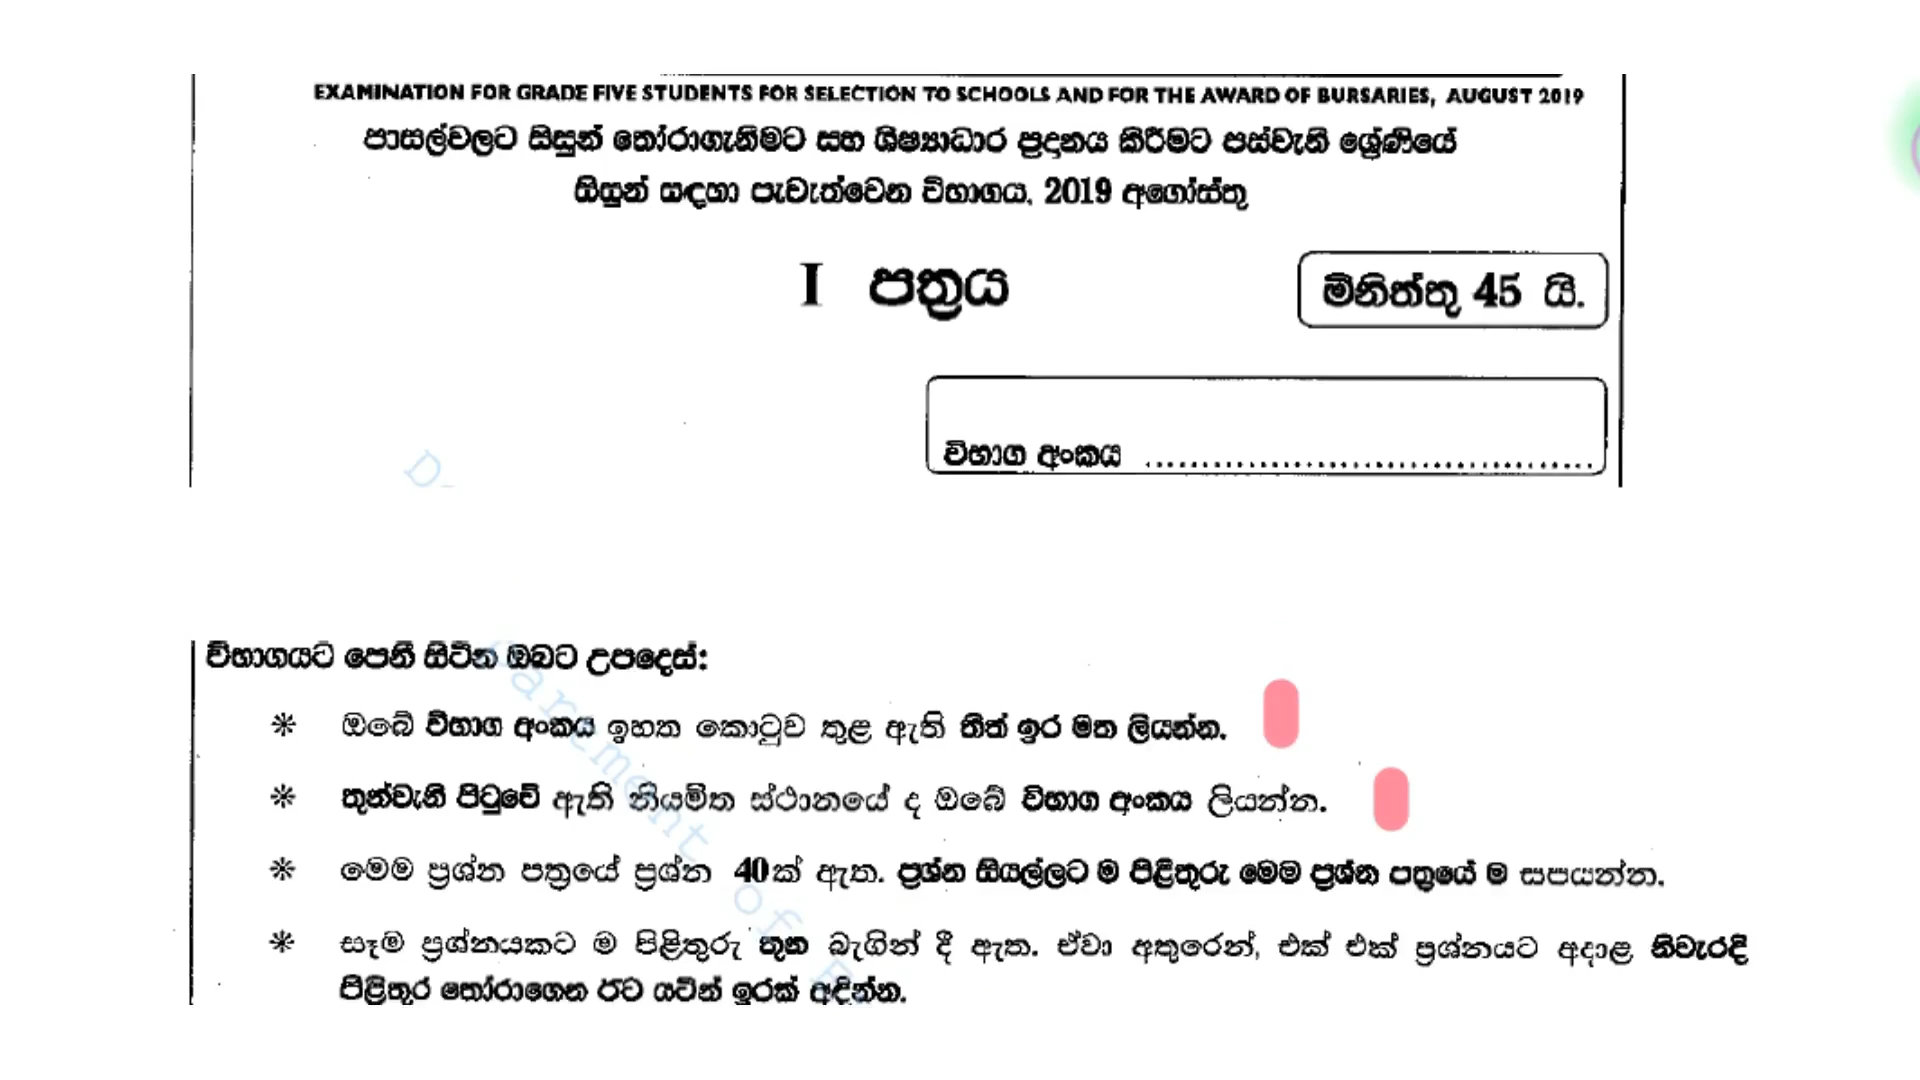 EXAMINATION FOR GRADE FIVE STUDENTS FOR SELECTION TO SCHOOLS AND FOR THE AWARD OF BURSARIES, AUGUST 2019
පාසල්වලට සිසුන් තෝරාගැනීමට සහ ශිෂ්‍යාධාර ප්‍රදානය කිරීමට පස්වැනි ශ්‍රේණියේ
සිසුන් සඳහා පැවැත්වෙන විභාගය, 2019 අගෝස්තු
I පත්‍රය
මිනිත්තු 45 යි.
විභාග අංකය ........................................
විභාගයට පෙනී සිටින ඔබට උපදෙස්:
* ඔබේ විභාග අංකය ඉහත කොටුව තුළ ඇති තිත් ඉර මත ලියන්න.
* තුන්වැනි පිටුවේ ඇති නියමිත ස්ථානයේ ද ඔබේ විභාග අංකය ලියන්න.
* මෙම ප්‍රශ්න පත්‍රයේ ප්‍රශ්න 40ක් ඇත. ප්‍රශ්න සියල්ලට ම පිළිතුරු මෙම ප්‍රශ්න පත්‍රයේ ම සපයන්න.
* සෑම ප්‍රශ්නයකට ම පිළිතුරු තුන බැගින් දී ඇත. ඒවා අතුරෙන්, එක් එක් ප්‍රශ්නයට අදාළ නිවැරදි
පිළිතුර තෝරාගෙන ඊට යටින් ඉරක් අඳින්න.